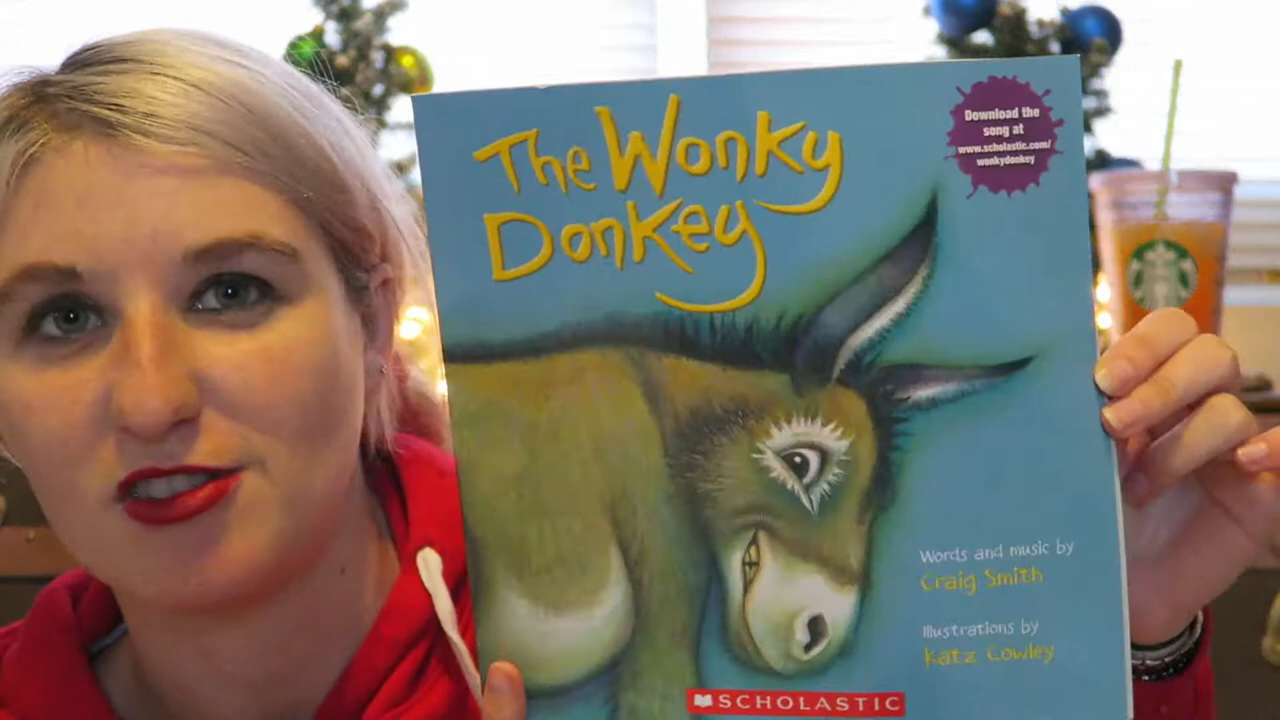 The Wonky
Donkey
Download the
song at
www.scholastic.com/
wonkydonkey
Words and music by
Craig Smith
Illustrations by
Katz Cowley
SCHOLASTIC